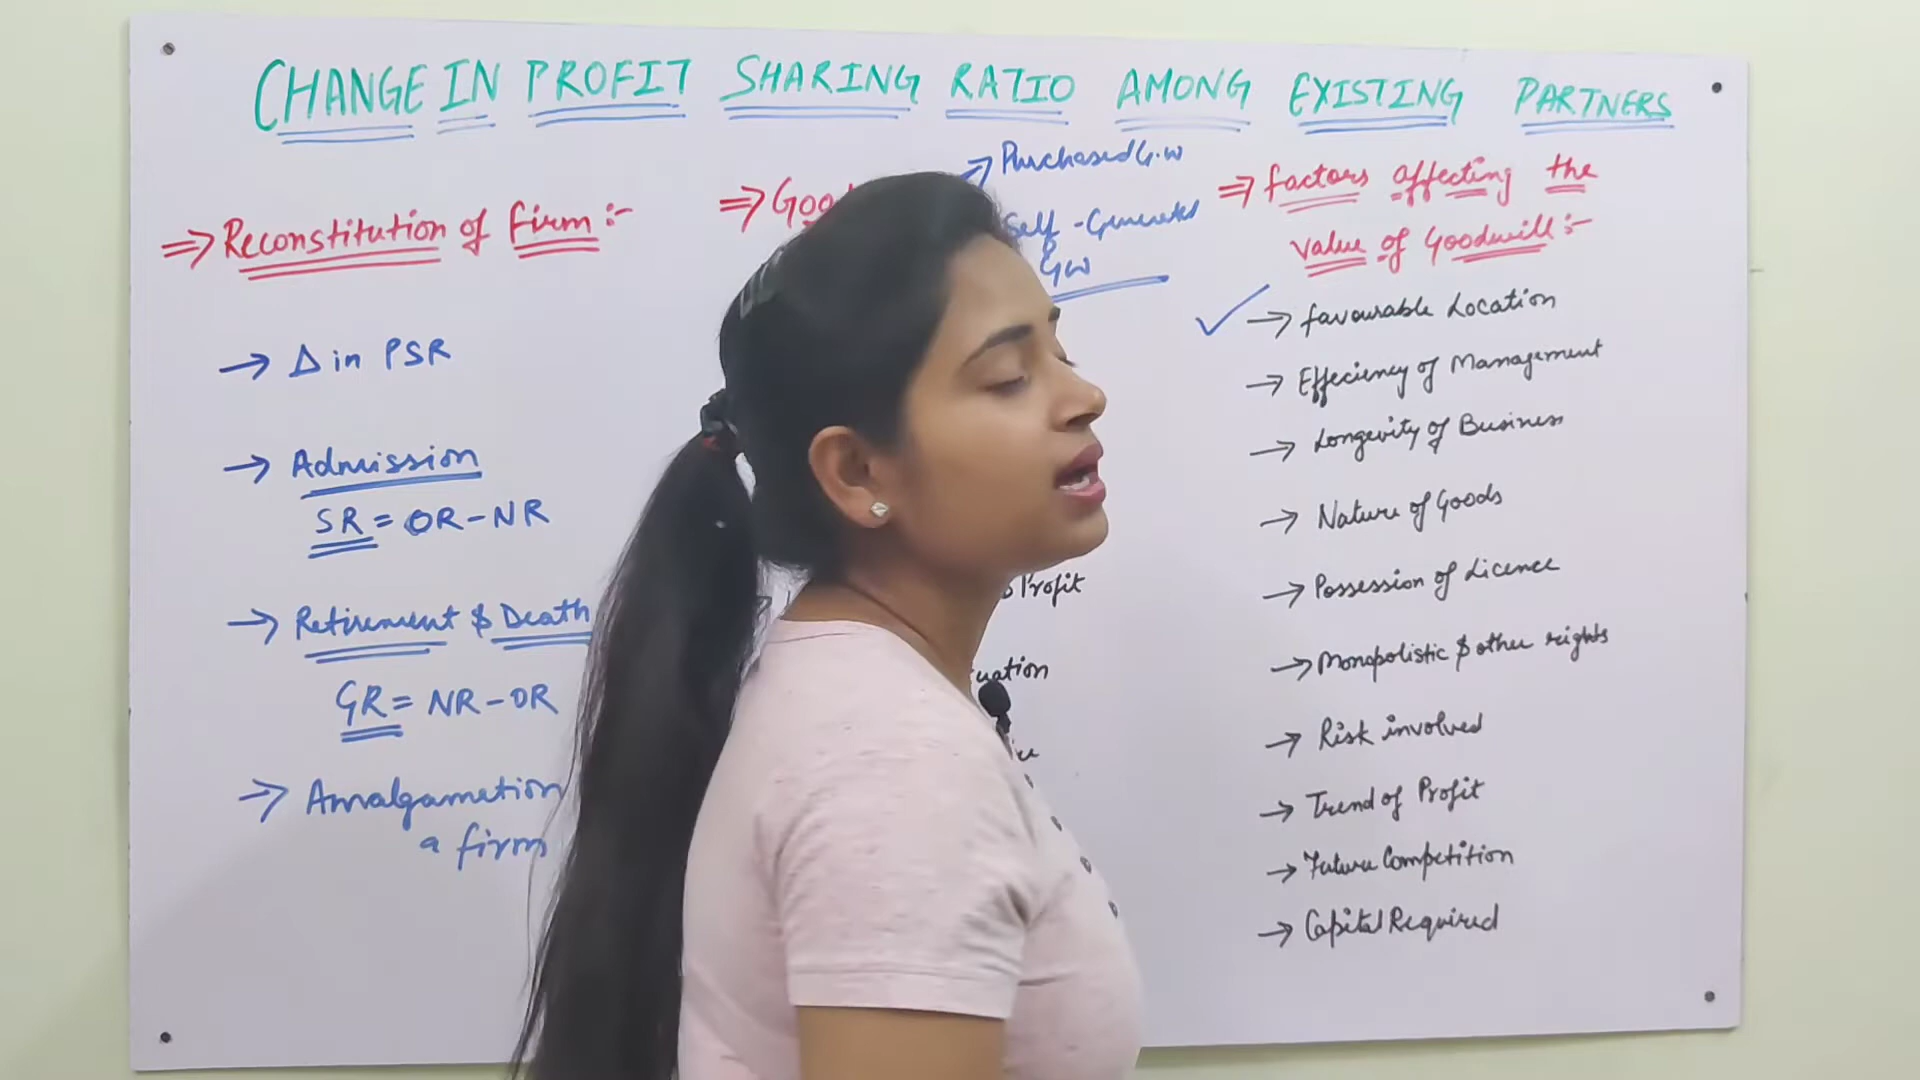 CHANGE IN PROFIT SHARING RATIO AMONG EXISTING PARTNERS
⇒ Reconstitution of firm :-
→ Δ in PSR
→ Admission
SR = OR - NR
→ Retirement & Death
GR = NR - OR
→ Amalgamation
a firm
⇒ Goo
→ Purchased G.W
Self - Generated
GW
Profit
uation
⇒ factors affecting the
value of Goodwill :-
✓ → favourable Location
→ Effeciency of Management
→ Longevity of Business
→ Nature of Goods
→ Possession of Licence
→ Monopolistic & other rights
→ Risk involved
→ Trend of Profit
→ Future Competition
→ Capital Required